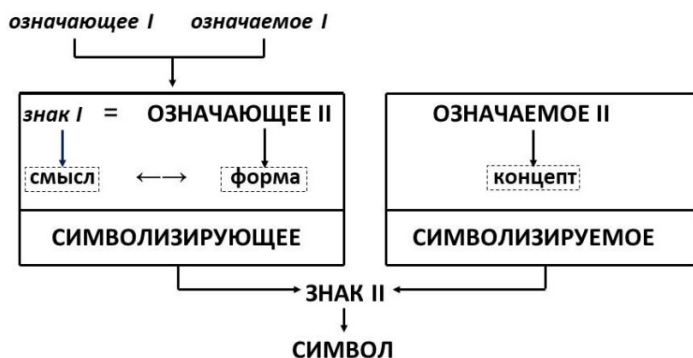 означающее I означаемое I
знак I = ОЗНАЧАЮЩЕЕ II ОЗНАЧАЕМОЕ II
смысл ←→ форма концепт
СИМВОЛИЗИРУЮЩЕЕ СИМВОЛИЗИРУЕМОЕ
ЗНАК II
СИМВОЛ